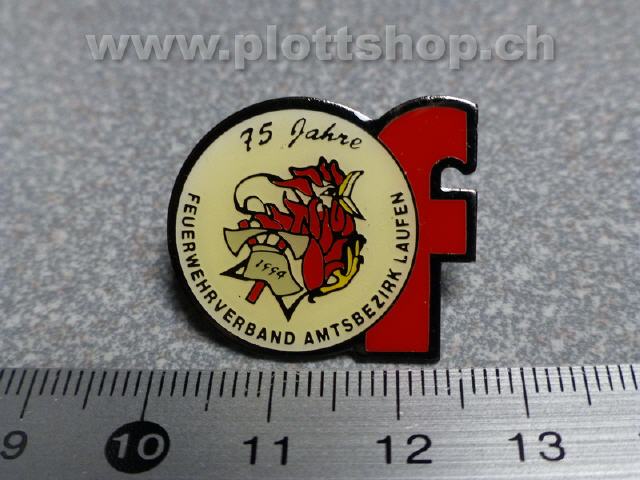 www.plottshop.ch
75 Jahre
FEUERWEHRVERBAND AMTSBEZIRK LAUFEN
1994
f
9 10 11 12 13